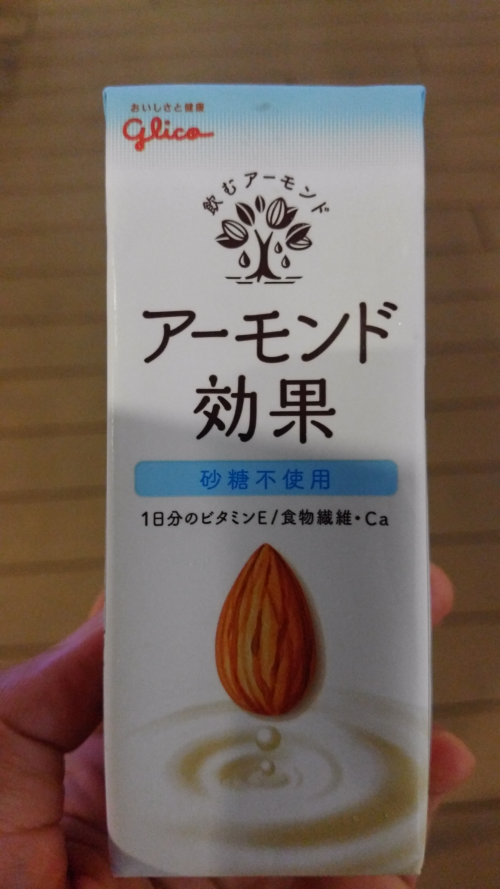 おいしさと健康
glico
飲むアーモンド
アーモンド
効果
砂糖不使用
1日分のビタミンE/食物繊維・Ca